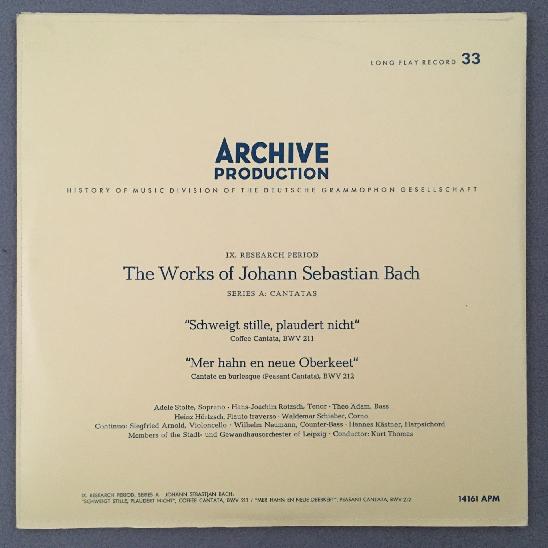 LONG PLAY RECORD 33
ARCHIVE
PRODUCTION
HISTORY OF MUSIC DIVISION OF THE DEUTSCHE GRAMMOPHON GESELLSCHAFT
IX. RESEARCH PERIOD
The Works of Johann Sebastian Bach
SERIES A: CANTATAS
"Schweigt stille, plaudert nicht"
Coffee Cantata, BWV 211
"Mer hahn en neue Oberkeet"
Cantate en burlesque (Peasant Cantata), BWV 212
Adele Stolte, Soprano · Hans-Joachim Rotzsch, Tenor · Theo Adam, Bass
Heinz Hörtzsch, Flauto traverso · Waldemar Schieber, Corno
Continuo: Siegfried Arnold, Violoncello · Wilhelm Neumann, Counter-Bass · Hannes Kästner, Harpsichord
Members of the Stadt- und Gewandhausorchester of Leipzig · Conductor: Kurt Thomas
IX. RESEARCH PERIOD, SERIES A JOHANN SEBASTIAN BACH:
"SCHWEIGT STILLE, PLAUDERT NICHT", COFFEE CANTATA, BWV 211 / "MER HAHN EN NEUE OBERKEET", PEASANT CANTATA, BWV 212
14161 APM